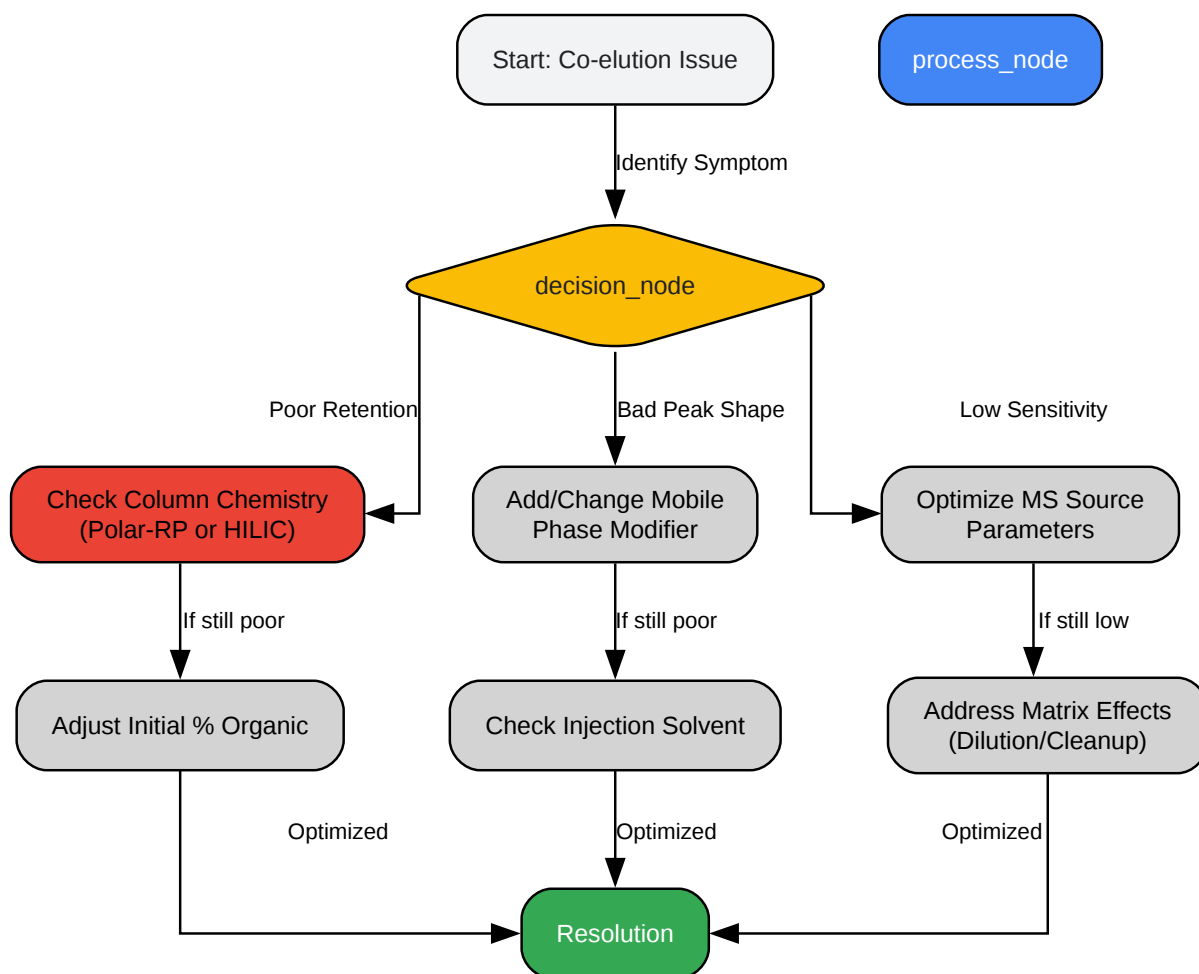 Start: Co-elution Issue
process_node
Identify Symptom
decision_node
Poor Retention
Bad Peak Shape
Low Sensitivity
Check Column Chemistry
(Polar-RP or HILIC)
Add/Change Mobile
Phase Modifier
Optimize MS Source
Parameters
If still poor
If still poor
If still low
Adjust Initial % Organic
Check Injection Solvent
Address Matrix Effects
(Dilution/Cleanup)
Optimized
Optimized
Optimized
Resolution